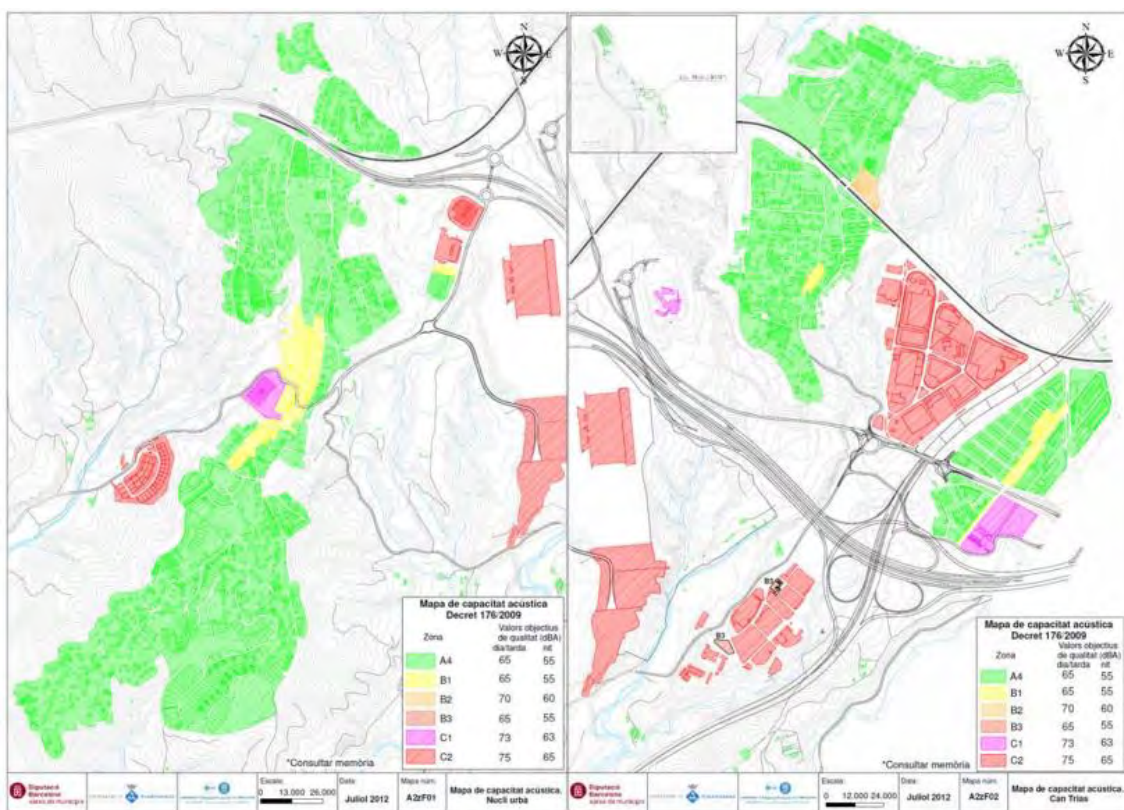 N
W E
S
Mapa de capacitat acústica
Decret 176/2009
Zona
Valors objectius
de qualitat (dBA)
dia/tarda nit
A4 65 55
B1 65 55
B2 70 60
B3 65 55
C1 73 63
C2 75 65
*Consultar memòria
Diputació
Barcelona
xarxa de municipis
Escala:
0 13.000 26.000
Data:
Juliol 2012
Mapa núm:
A2zF01
Mapa de capacitat acústica.
Nucli urbà
N
W E
S
B3
B3
Mapa de capacitat acústica
Decret 176/2009
Zona
Valors objectius
de qualitat (dBA)
dia/tarda nit
A4 65 55
B1 65 55
B2 70 60
B3 65 55
C1 73 63
C2 75 65
*Consultar memòria
Diputació
Barcelona
xarxa de municipis
Escala:
0 12.000 24.000
Data:
Juliol 2012
Mapa núm:
A2zF02
Mapa de capacitat acústica.
Can Trias